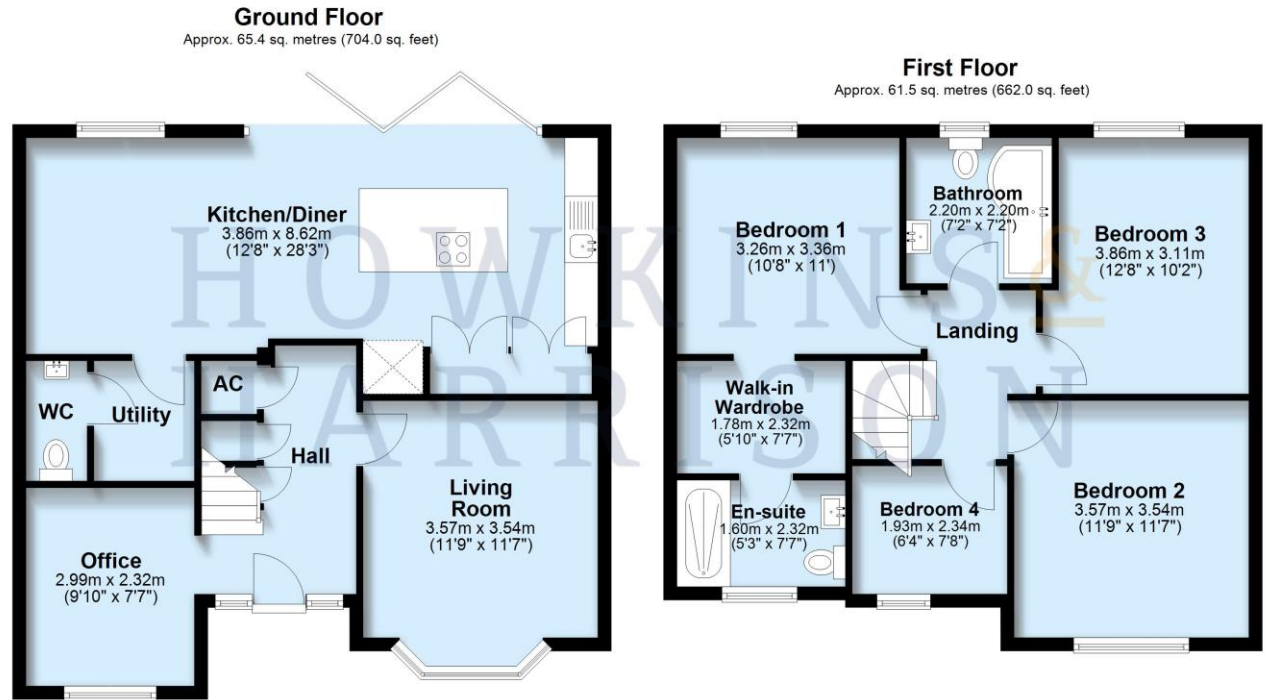 Ground Floor
Approx. 65.4 sq. metres (704.0 sq. feet)
Kitchen/Diner
3.86m x 8.62m
(12'8" x 28'3")
WC
Utility
AC
Hall
Living
Room
3.57m x 3.54m
(11'9" x 11'7")
Office
2.99m x 2.32m
(9'10" x 7'7")
First Floor
Approx. 61.5 sq. metres (662.0 sq. feet)
Bedroom 1
3.26m x 3.36m
(10'8" x 11')
Bathroom
2.20m x 2.20m
(7'2" x 7'2")
Bedroom 3
3.86m x 3.11m
(12'8" x 10'2")
Landing
Walk-in
Wardrobe
1.78m x 2.32m
(5'10" x 7'7")
En-suite
1.60m x 2.32m
(5'3" x 7'7")
Bedroom 4
1.93m x 2.34m
(6'4" x 7'8")
Bedroom 2
3.57m x 3.54m
(11'9" x 11'7")
HOWKINS &
HARRISON